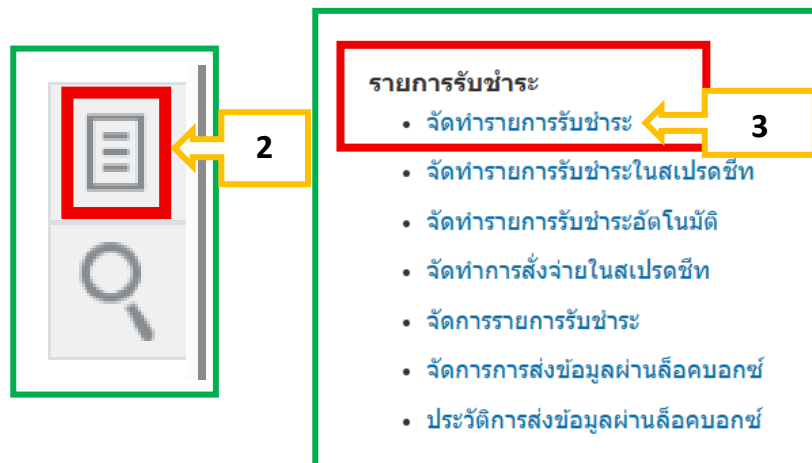 2
รายการรับชำระ
จัดทำรายการรับชำระ
3
จัดทำรายการรับชำระในสเปรดชีท
จัดทำรายการรับชำระอัตโนมัติ
จัดทำการสั่งจ่ายในสเปรดชีท
จัดการรายการรับชำระ
จัดการการส่งข้อมูลผ่านล็อคบอกซ์
ประวัติการส่งข้อมูลผ่านล็อคบอกซ์